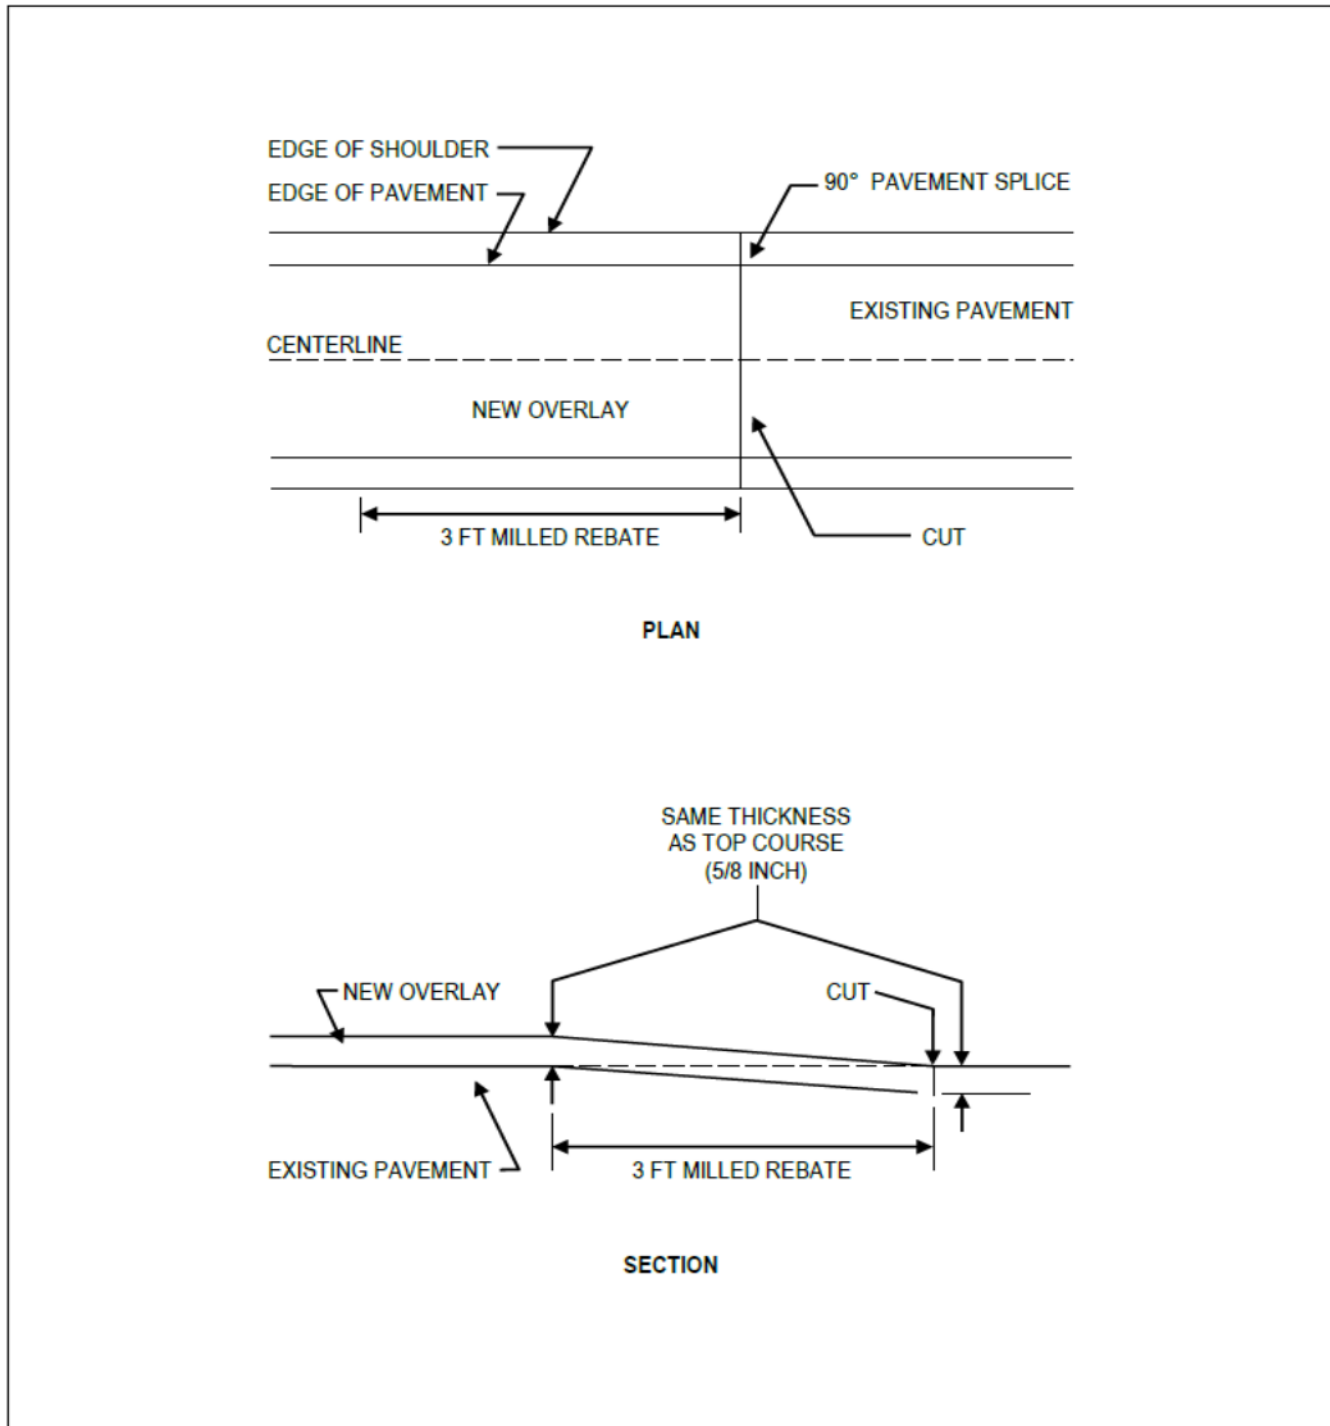 EDGE OF SHOULDER
EDGE OF PAVEMENT
90° PAVEMENT SPLICE
EXISTING PAVEMENT
CENTERLINE
NEW OVERLAY
3 FT MILLED REBATE
CUT
PLAN
SAME THICKNESS
AS TOP COURSE
(5/8 INCH)
NEW OVERLAY
CUT
EXISTING PAVEMENT
3 FT MILLED REBATE
SECTION